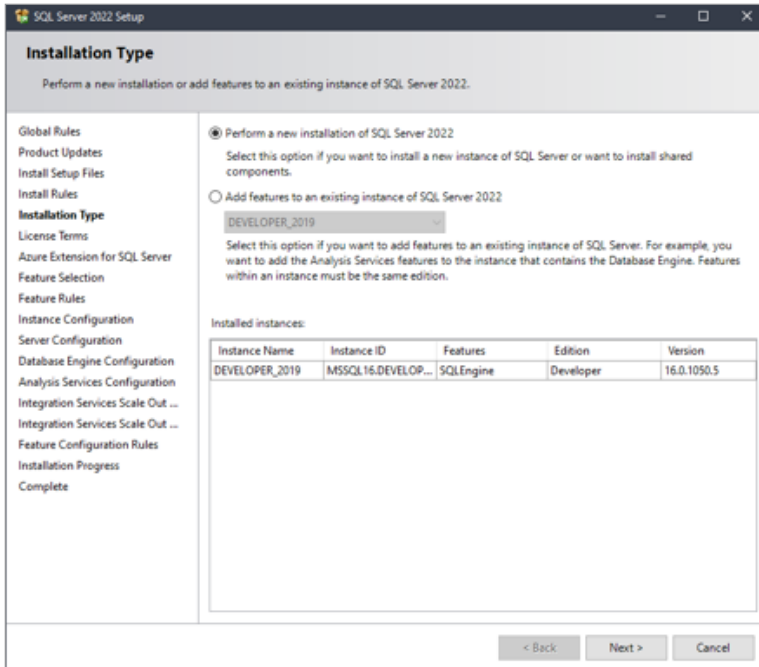 SQL Server 2022 Setup
Installation Type
Perform a new installation or add features to an existing instance of SQL Server 2022.
Global Rules
Product Updates
Install Setup Files
Install Rules
Installation Type
License Terms
Azure Extension for SQL Server
Feature Selection
Feature Rules
Instance Configuration
Server Configuration
Database Engine Configuration
Analysis Services Configuration
Integration Services Scale Out ...
Integration Services Scale Out ...
Feature Configuration Rules
Installation Progress
Complete
Perform a new installation of SQL Server 2022
Select this option if you want to install a new instance of SQL Server or want to install shared
components.
Add features to an existing instance of SQL Server 2022
DEVELOPER_2019
Select this option if you want to add features to an existing instance of SQL Server. For example, you
want to add the Analysis Services features to the instance that contains the Database Engine. Features
within an instance must be the same edition.
Installed instances:
Instance Name Instance ID Features Edition Version
DEVELOPER_2019 MSSQL16.DEVELOP... SQLEngine Developer 16.0.1050.5
< Back Next > Cancel